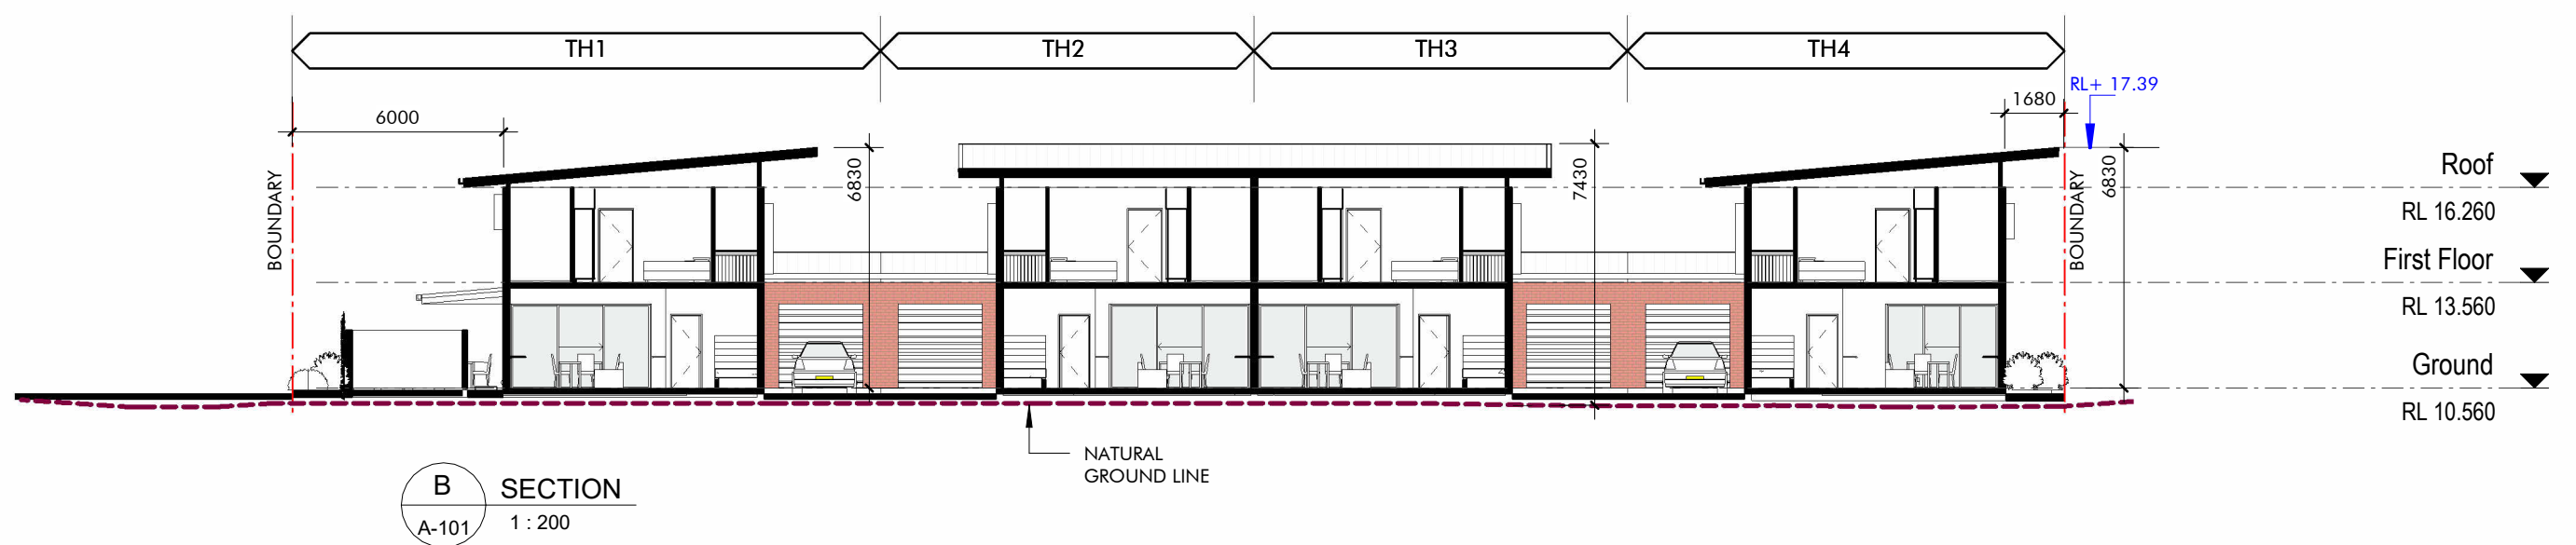 TH1
TH2
TH3
TH4
RL+ 17.39
6000
1680
BOUNDARY
6830
7430
BOUNDARY
6830
Roof
RL 16.260
First Floor
RL 13.560
Ground
RL 10.560
NATURAL
GROUND LINE
B
A-101
SECTION
1 : 200